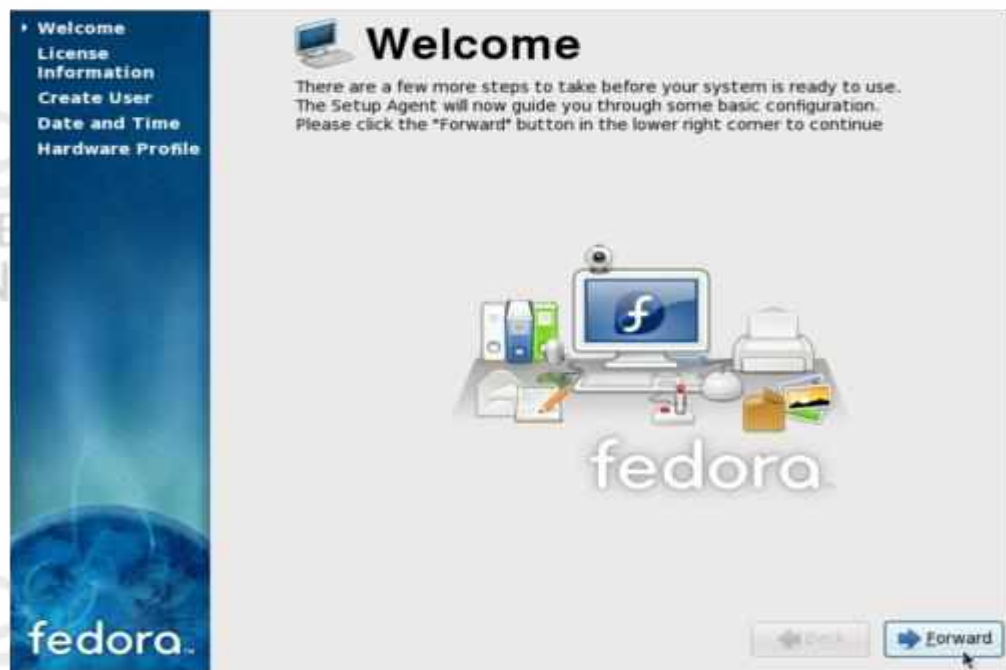 Welcome
License
Information
Create User
Date and Time
Hardware Profile
Welcome
There are a few more steps to take before your system is ready to use.
The Setup Agent will now guide you through some basic configuration.
Please click the "Forward" button in the lower right corner to continue
fedora
fedora
Back
Forward